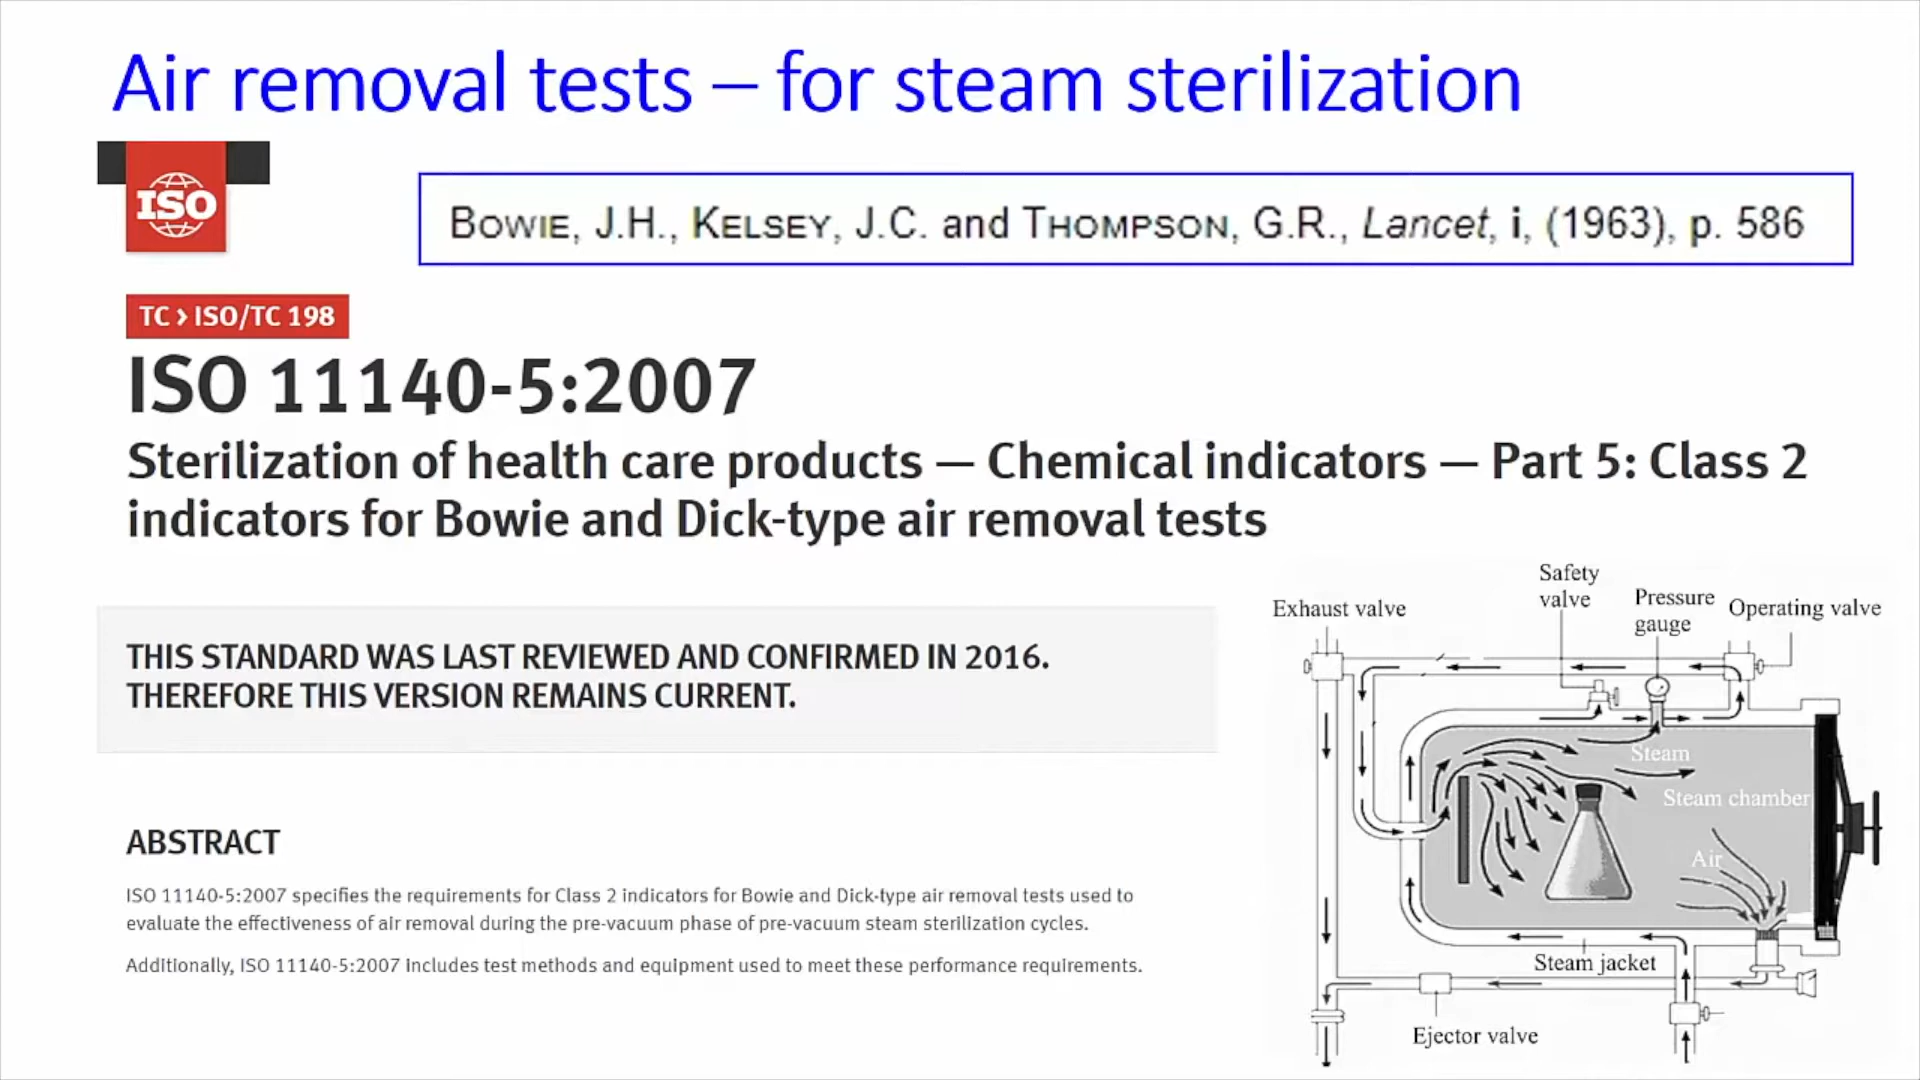 Air removal tests – for steam sterilization
ISO
BOWIE, J.H., KELSEY, J.C. and THOMPSON, G.R., Lancet, i, (1963), p. 586
TC > ISO/TC 198
ISO 11140-5:2007
Sterilization of health care products — Chemical indicators — Part 5: Class 2
indicators for Bowie and Dick-type air removal tests
THIS STANDARD WAS LAST REVIEWED AND CONFIRMED IN 2016.
THEREFORE THIS VERSION REMAINS CURRENT.
ABSTRACT
ISO 11140-5:2007 specifies the requirements for Class 2 indicators for Bowie and Dick-type air removal tests used to
evaluate the effectiveness of air removal during the pre-vacuum phase of pre-vacuum steam sterilization cycles.
Additionally, ISO 11140-5:2007 includes test methods and equipment used to meet these performance requirements.
Exhaust valve
Safety
valve
Pressure
gauge
Operating valve
Steam
Steam chamber
Air
Steam jacket
Ejector valve